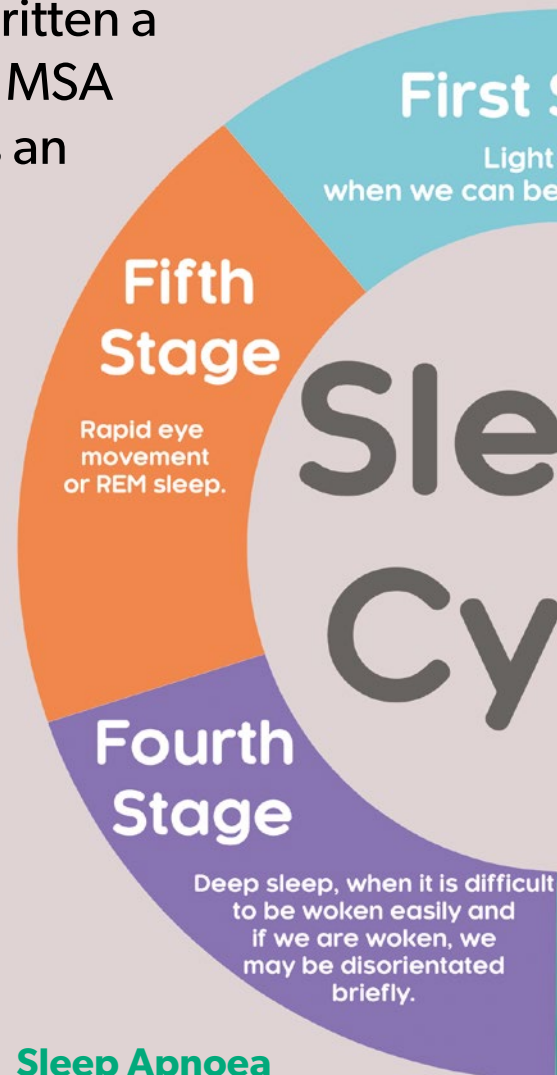 ritten a
MSA
an
First
Light
when we can be
Fifth
Stage
Rapid eye
movement
or REM sleep.
Sle
Cy
Fourth
Stage
Deep sleep, when it is difficult
to be woken easily and
if we are woken, we
may be disorientated
briefly.
Sleep Apnoea